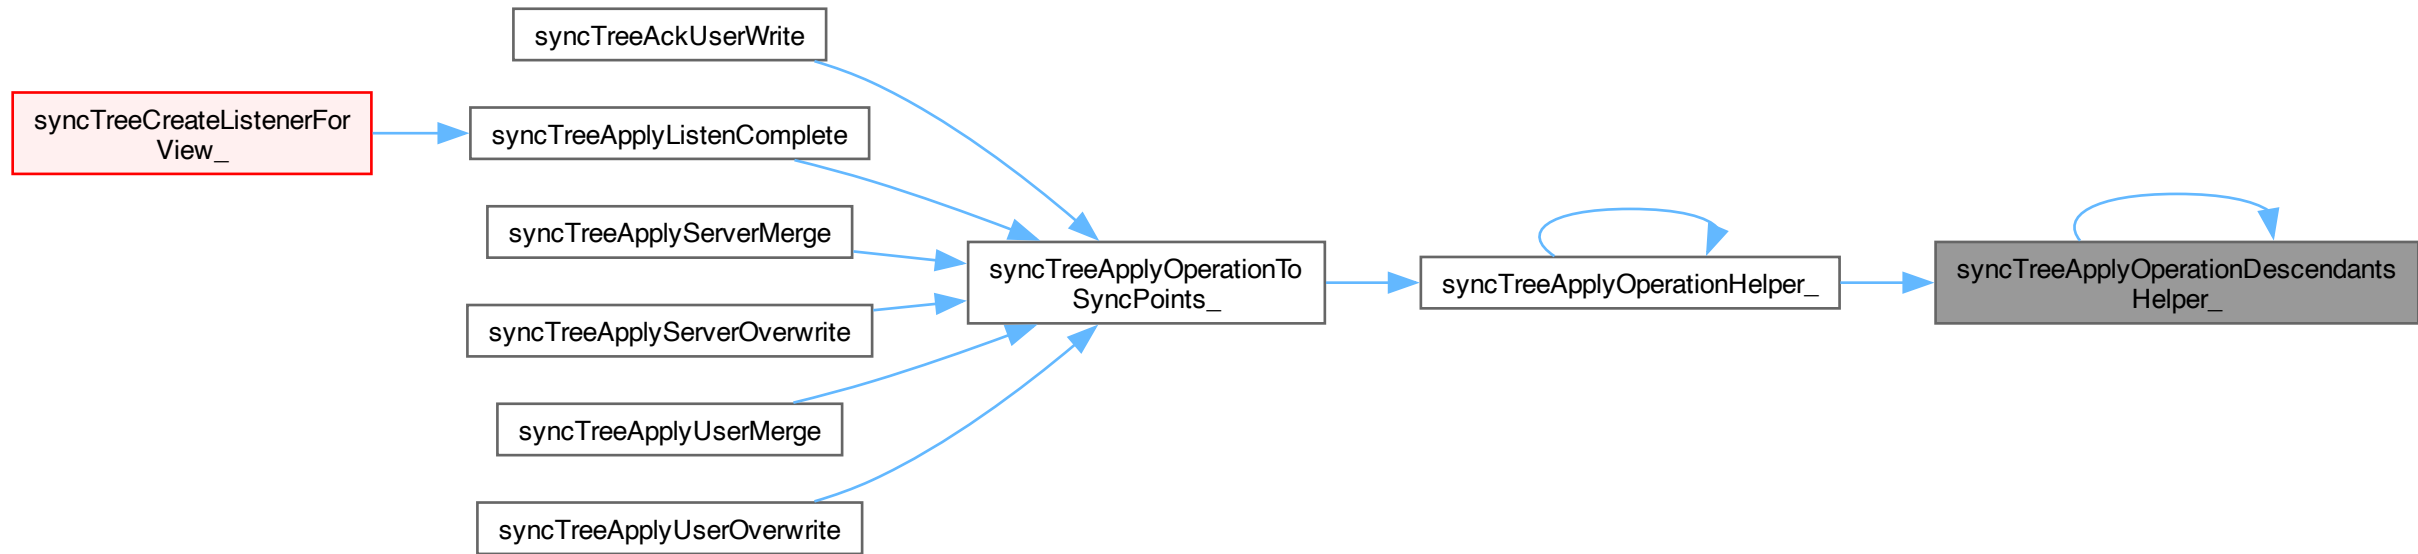 syncTreeAckUserWrite
syncTreeCreateListenerFor
View_
syncTreeApplyListenComplete
syncTreeApplyServerMerge
syncTreeApplyServerOverwrite
syncTreeApplyUserMerge
syncTreeApplyUserOverwrite
syncTreeApplyOperationTo
SyncPoints_
syncTreeApplyOperationHelper_
syncTreeApplyOperationDescendants
Helper_